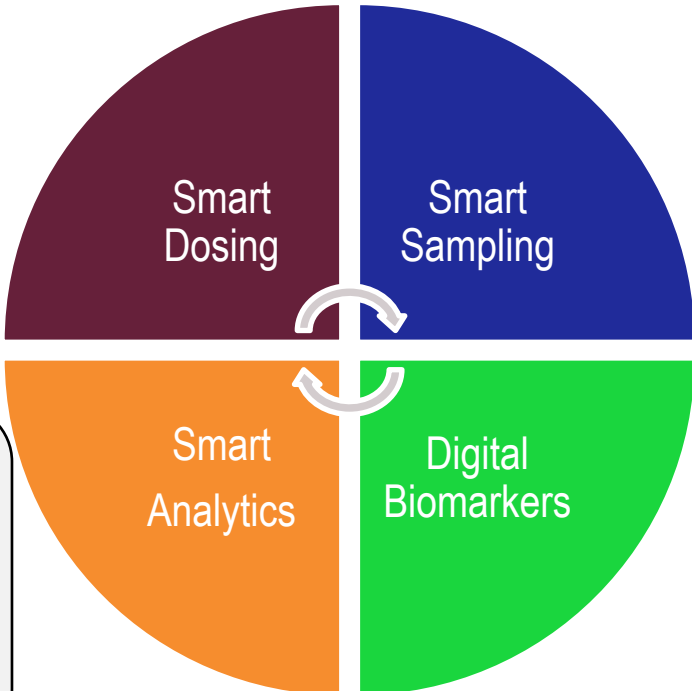 Smart
Dosing
Smart
Sampling
Smart
Analytics
Digital
Biomarkers